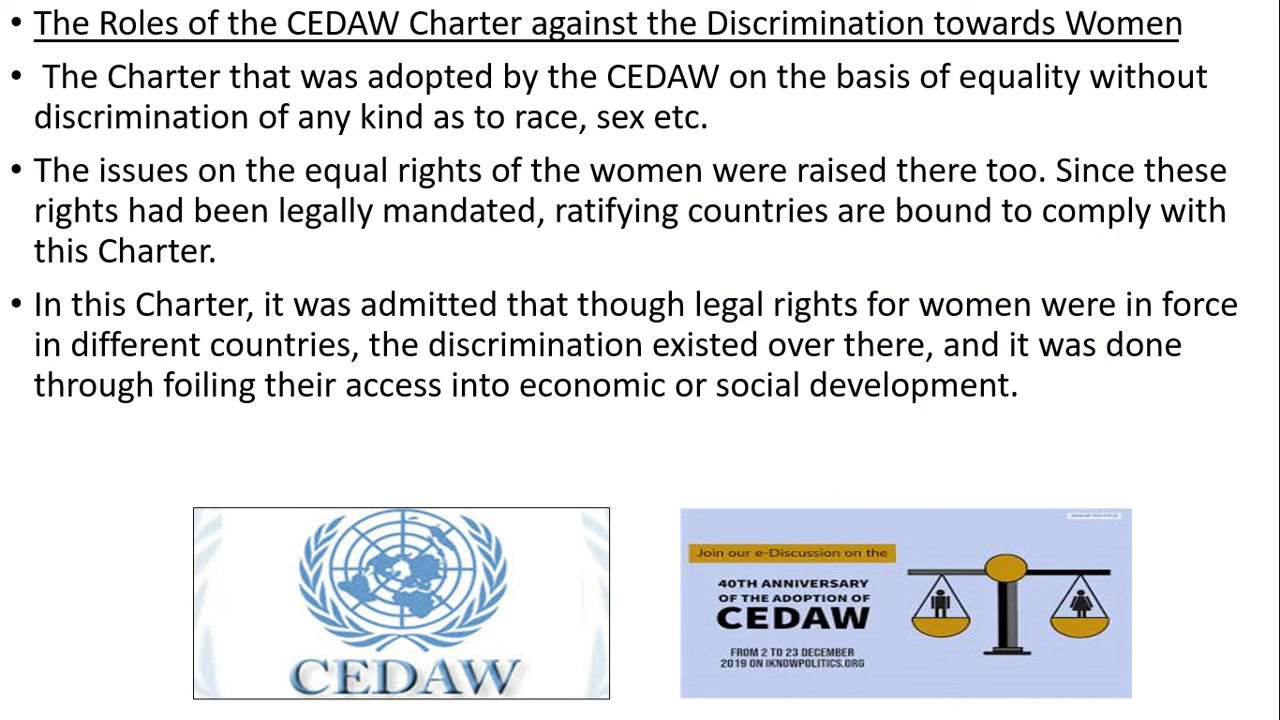 • The Roles of the CEDAW Charter against the Discrimination towards Women
• The Charter that was adopted by the CEDAW on the basis of equality without
discrimination of any kind as to race, sex etc.
• The issues on the equal rights of the women were raised there too. Since these
rights had been legally mandated, ratifying countries are bound to comply with
this Charter.
• In this Charter, it was admitted that though legal rights for women were in force
in different countries, the discrimination existed over there, and it was done
through foiling their access into economic or social development.
CEDAW
Join our e-Discussion on the
40TH ANNIVERSARY
OF THE ADOPTION OF
CEDAW
FROM 2 TO 23 DECEMBER
2019 ON IKNOWPOLITICS.ORG